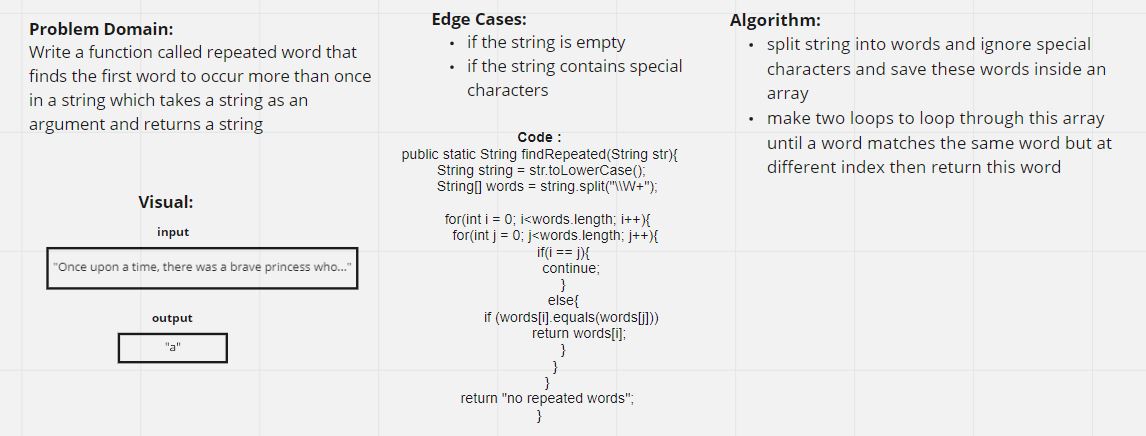 Problem Domain:
Write a function called repeated word that
finds the first word to occur more than once
in a string which takes a string as an
argument and returns a string
Visual:
input
"Once upon a time, there was a brave princess who..."
output
"a"
Edge Cases:
• if the string is empty
• if the string contains special
characters
Code :
public static String findRepeated(String str){
String string = str.toLowerCase();
String[] words = string.split("\\W+");
for(int i = 0; i<words.length; i++){
for(int j = 0; j<words.length; j++){
if(i == j){
continue;
}
else{
if (words[i].equals(words[j]))
return words[i];
}
}
}
return "no repeated words";
}
Algorithm:
• split string into words and ignore special
characters and save these words inside an
array
• make two loops to loop through this array
until a word matches the same word but at
different index then return this word